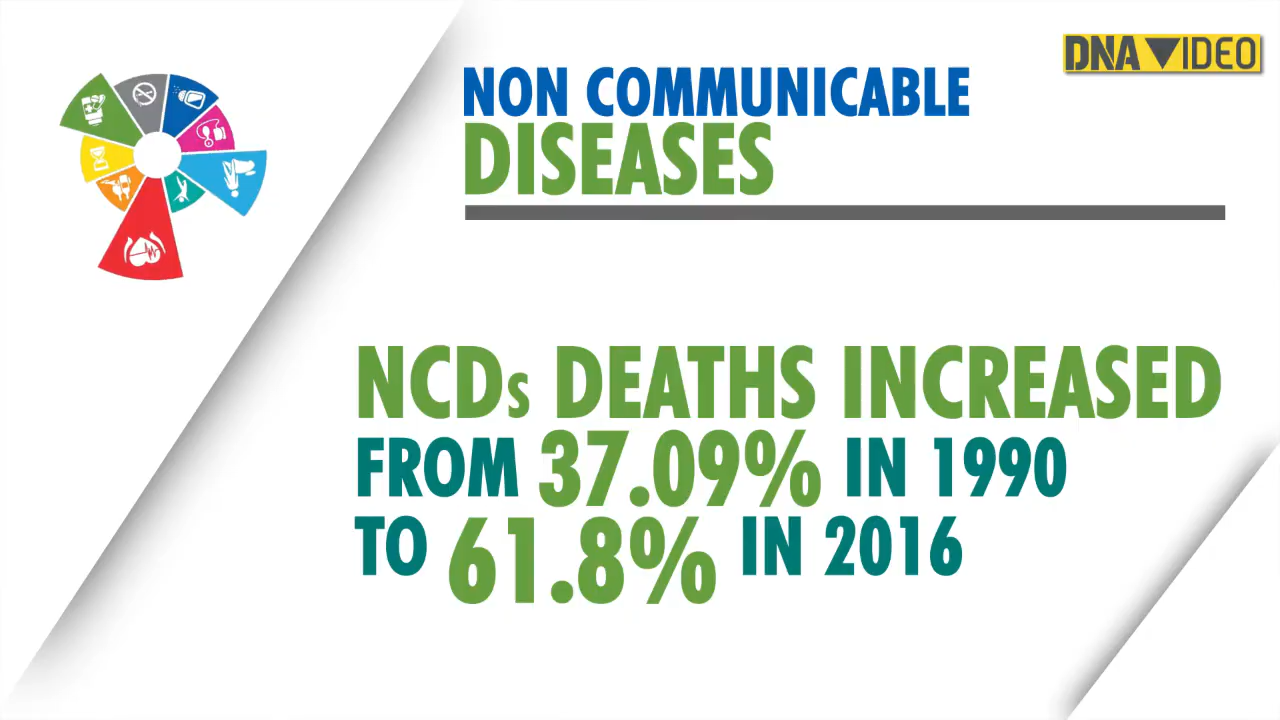 DNA VIDEO
NON COMMUNICABLE
DISEASES
NCDs DEATHS INCREASED
FROM 37.09% IN 1990
TO 61.8% IN 2016